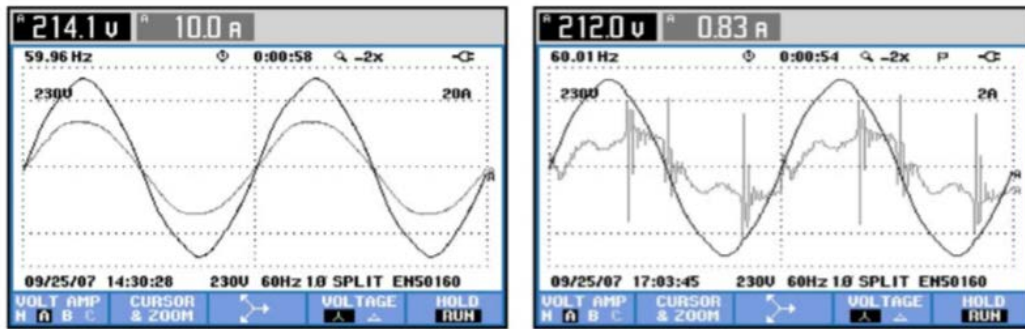 A 214.1 V A 10.0 A
59.96 Hz 0:00:58 -2x
230V 20A
09/25/07 14:30:28 230V 60Hz 1Ø SPLIT EN50160
VOLT AMP CURSOR VOLTAGE HOLD
N A B C & ZOOM RUN
A 212.0 V A 0.83 A
60.01 Hz 0:00:54 -2x P
230V 2A
09/25/07 17:03:45 230V 60Hz 1Ø SPLIT EN50160
VOLT AMP CURSOR VOLTAGE HOLD
N A B C & ZOOM RUN